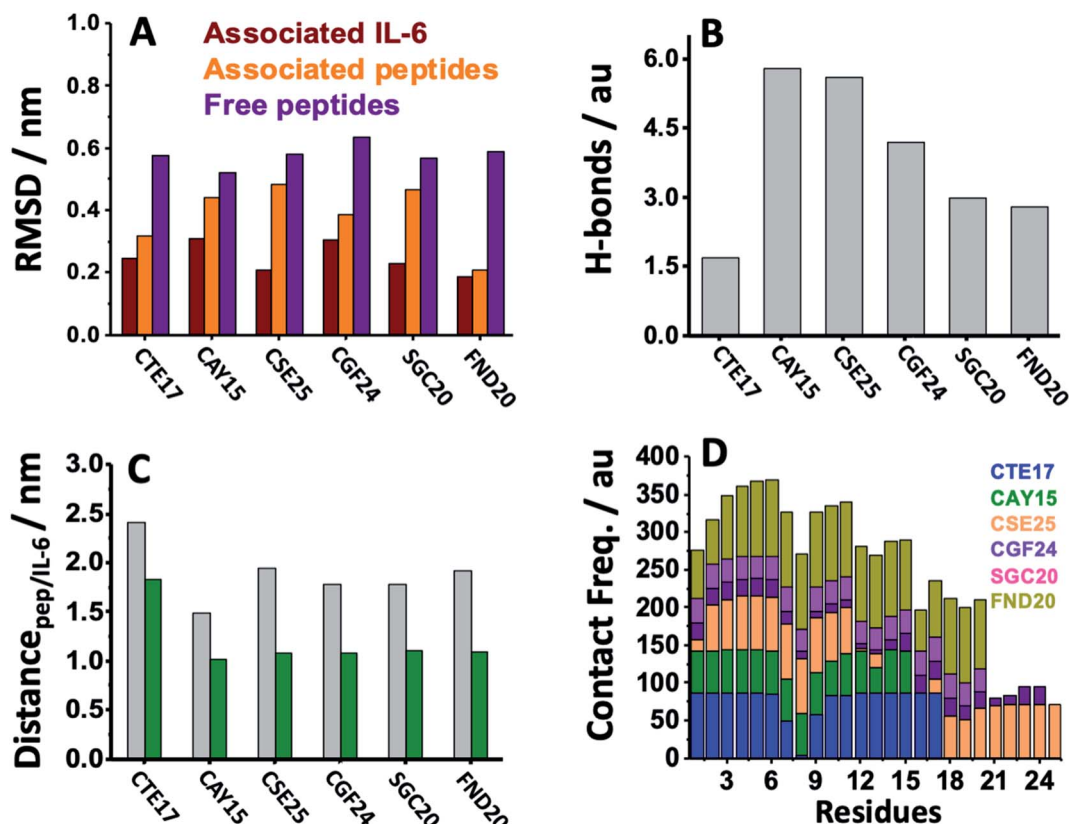 A
Associated IL-6
Associated peptides
Free peptides
RMSD / nm
1.0
0.8
0.6
0.4
0.2
0.0
CTE17
CAY15
CSE25
CGF24
SGC20
FND20
B
H-bonds / au
6.0
4.5
3.0
1.5
0.0
CTE17
CAY15
CSE25
CGF24
SGC20
FND20
C
Distance pep/IL-6 / nm
3.0
2.5
2.0
1.5
1.0
0.0
CTE17
CAY15
CSE25
CGF24
SGC20
FND20
D
Contact Freq. / au
400
350
300
250
200
150
100
50
0
CTE17
CAY15
CSE25
CGF24
SGC20
FND20
3 6 9 12 15 18 21 24
Residues